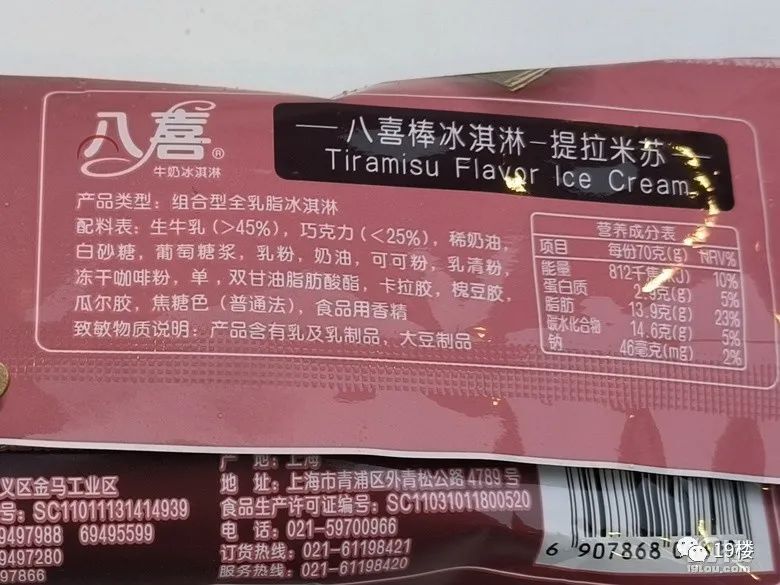 八喜®
牛奶冰淇淋
八喜棒冰淇淋-提拉米苏
Tiramisu Flavor Ice Cream
产品类型：组合型全乳脂冰淇淋
配料表：生牛乳(>45%)，巧克力(<25%)，稀奶油，
白砂糖，葡萄糖浆，乳粉，奶油，可可粉，乳清粉，
冻干咖啡粉，单，双甘油脂肪酸酯，卡拉胶，槐豆胶，
瓜尔胶，焦糖色（普通法），食品用香精
致敏物质说明：产品含有乳及乳制品，大豆制品
营养成分表
项目 每份70克(g) NRV%
能量 812千焦(kJ) 10%
蛋白质 2.9克(g) 5%
脂肪 13.9克(g) 23%
碳水化合物 14.6克(g) 5%
钠 46毫克(mg) 2%
义区金马工业区
号：SC11011131414939
9497988 69495599
9497280
97866
产 地：上海
地 址：上海市青浦区外青松公路4789号
食品生产许可证编号：SC11031011800520
电 话：021-59700966
订货热线：021-61198421
服务热线：021-61198420
6 907868
19楼
19lou.com